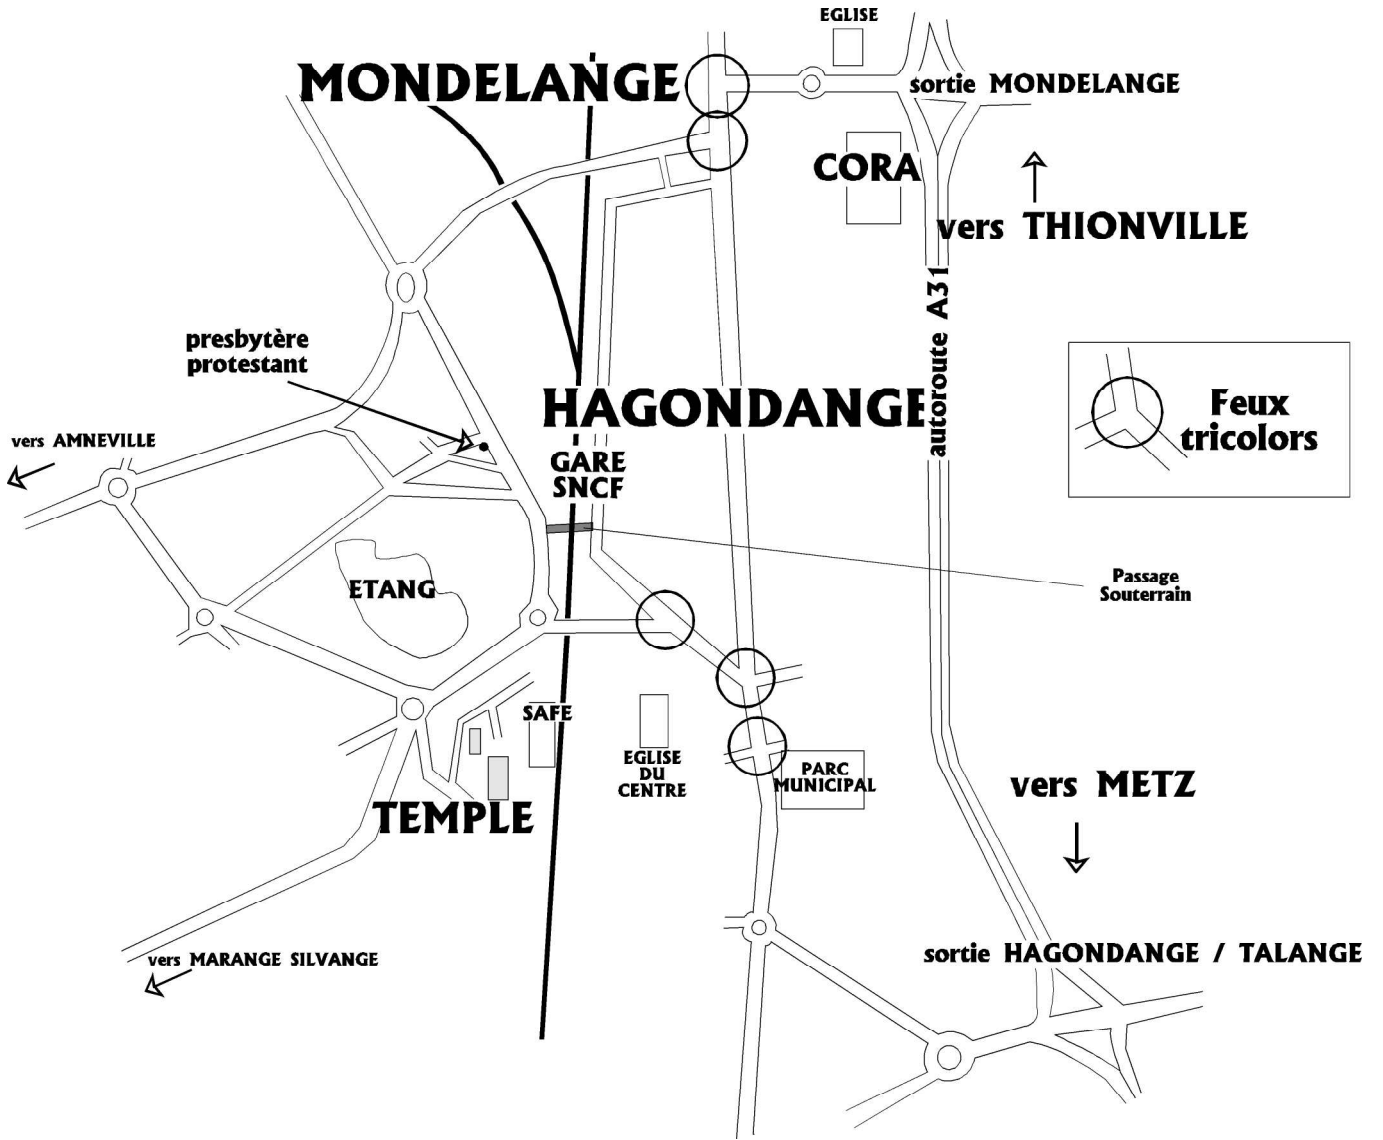 EGLISE
MONDELANGE
sortie MONDELANGE
CORA
vers THIONVILLE
autoroute A31
presbytère
protestant
HAGONDANGE
Feux
tricolors
vers AMNEVILLE
GARE
SNCF
ETANG
Passage
Souterrain
SAFE
EGLISE
DU
CENTRE
PARC
MUNICIPAL
vers METZ
TEMPLE
sortie HAGONDANGE / TALANGE
vers MARANGE SILVANGE